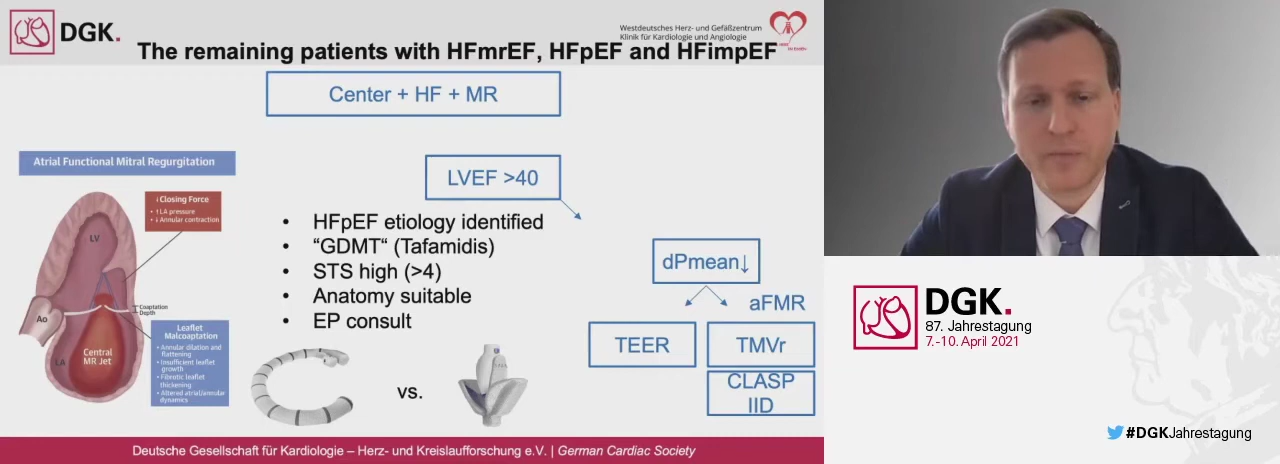 DGK.
Westdeutsches Herz- und Gefäßzentrum
Klinik für Kardiologie und Angiologie
The remaining patients with HFmrEF, HFpEF and HFimpEF
Center + HF + MR
Atrial Functional Mitral Regurgitation
↓Closing Force
• ↑LA pressure
• ↓ Annular contraction
LV
Coaptation
Depth
Ao
LA
Central
MR Jet
Leaflet
Malcoaptation
• Annular dilation and
flattening
• Insufficient leaflet
growth
• Fibrotic leaflet
thickening
• Altered atrial/annular
dynamics
LVEF >40
• HFpEF etiology identified
• “GDMT“ (Tafamidis)
• STS high (>4)
• Anatomy suitable
• EP consult
vs.
dPmean↓
aFMR
TEER
TMVr
CLASP
IID
Deutsche Gesellschaft für Kardiologie – Herz- und Kreislaufforschung e.V. | German Cardiac Society
DGK.
87. Jahrestagung
7.-10. April 2021
#DGKJahrestagung